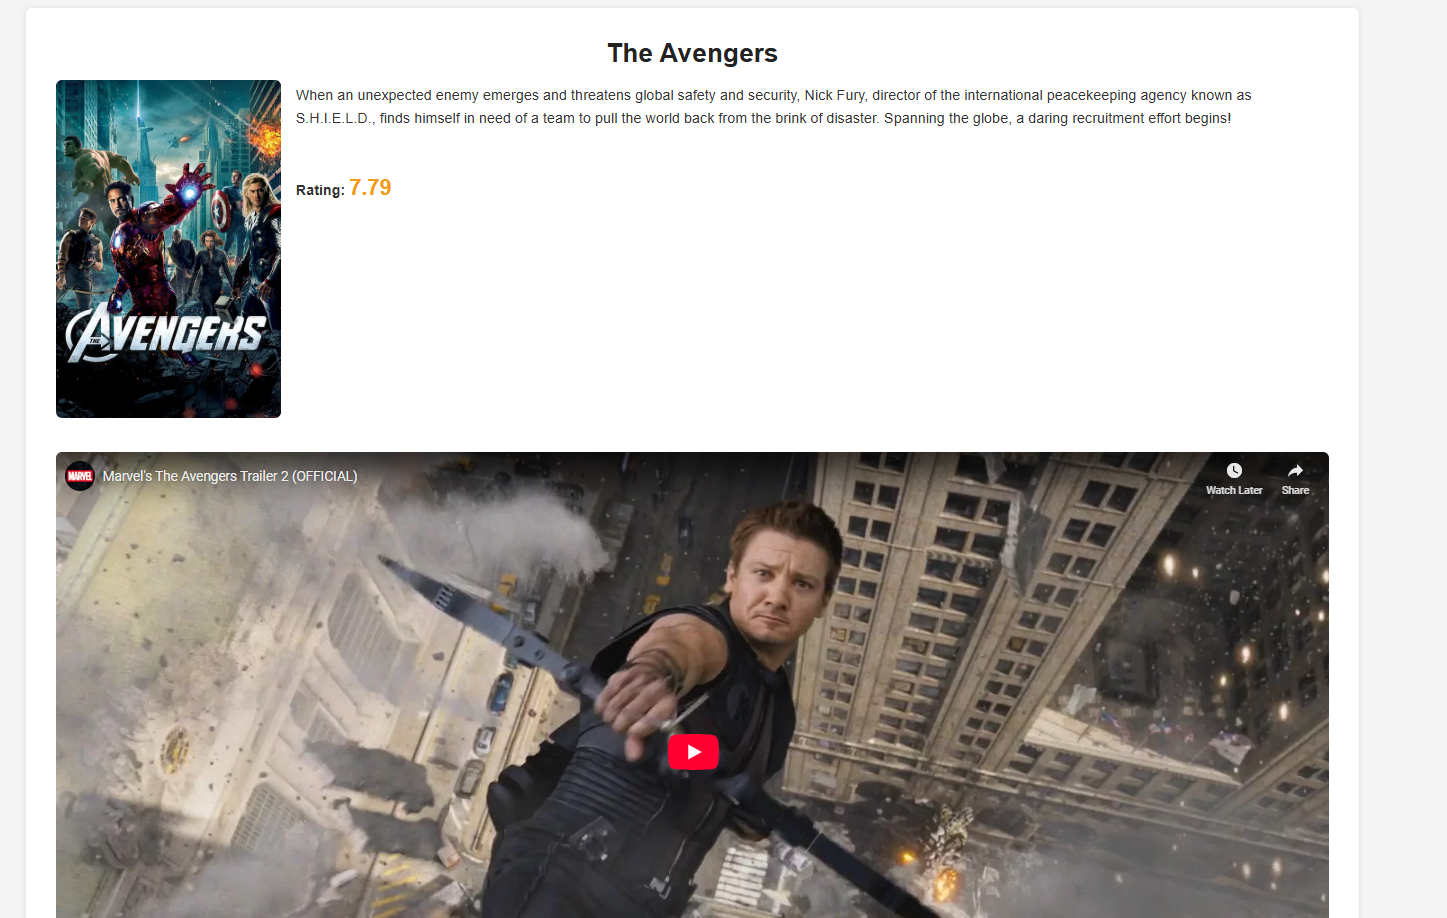 The Avengers
When an unexpected enemy emerges and threatens global safety and security, Nick Fury, director of the international peacekeeping agency known as
S.H.I.E.L.D., finds himself in need of a team to pull the world back from the brink of disaster. Spanning the globe, a daring recruitment effort begins!
Rating: 7.79
THE AVENGERS
MARVEL Marvel's The Avengers Trailer 2 (OFFICIAL)
Watch Later Share